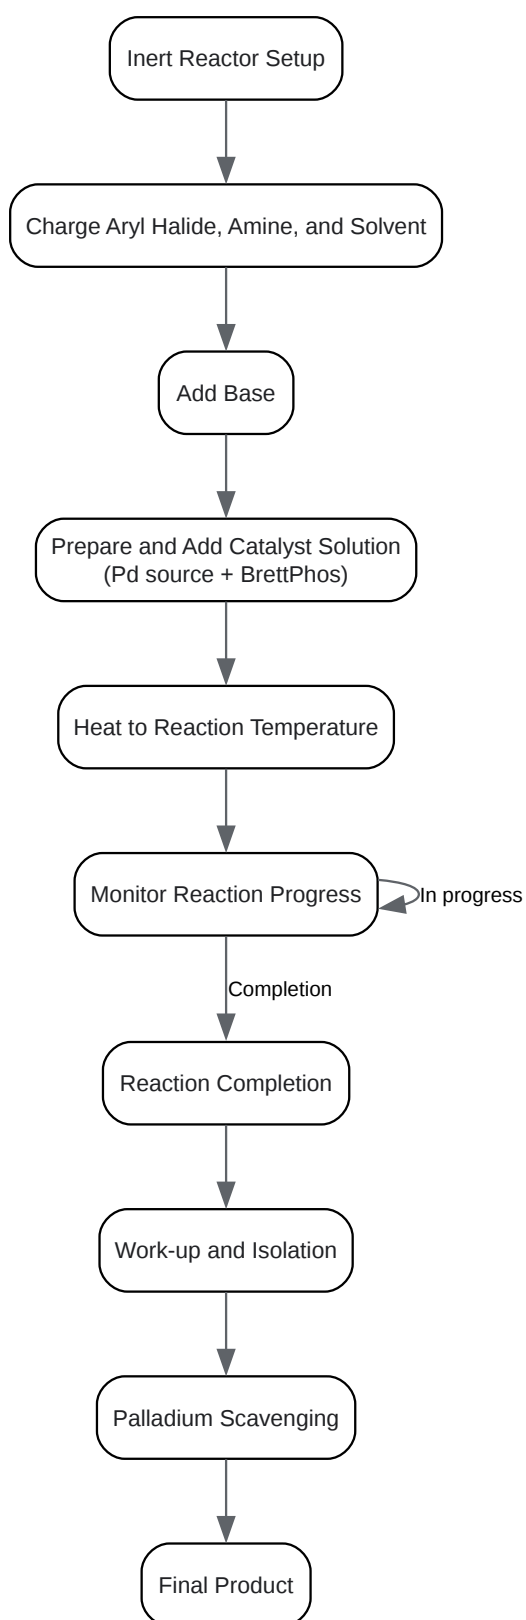 Inert Reactor Setup
Charge Aryl Halide, Amine, and Solvent
Add Base
Prepare and Add Catalyst Solution
(Pd source + BrettPhos)
Heat to Reaction Temperature
Monitor Reaction Progress
In progress
Completion
Reaction Completion
Work-up and Isolation
Palladium Scavenging
Final Product